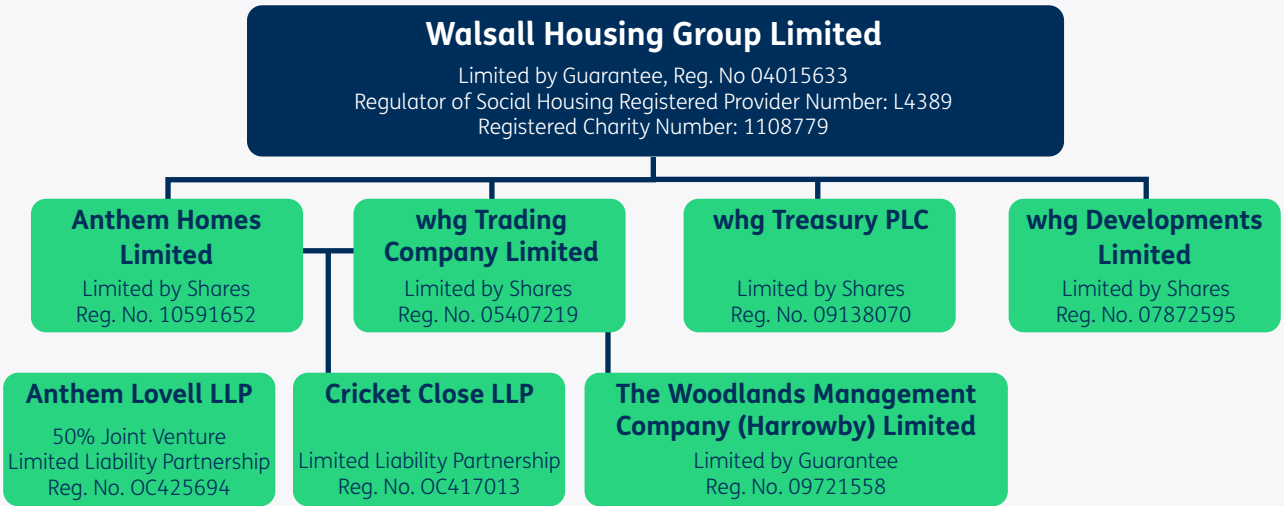 Walsall Housing Group Limited
Limited by Guarantee, Reg. No 04015633
Regulator of Social Housing Registered Provider Number: L4389
Registered Charity Number: 1108779
Anthem Homes
Limited
Limited by Shares
Reg. No. 10591652
whg Trading
Company Limited
Limited by Shares
Reg. No. 05407219
whg Treasury PLC
Limited by Shares
Reg. No. 09138070
whg Developments
Limited
Limited by Shares
Reg. No. 07872595
Anthem Lovell LLP
50% Joint Venture
Limited Liability Partnership
Reg. No. OC425694
Cricket Close LLP
Limited Liability Partnership
Reg. No. OC417013
The Woodlands Management
Company (Harrowby) Limited
Limited by Guarantee
Reg. No. 09721558